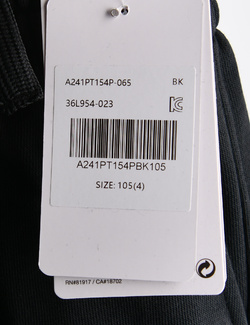 A241PT154P-065 BK
36L954-023
A241PT154PBK105
SIZE: 105(4)
RN#81917 / CA#18702